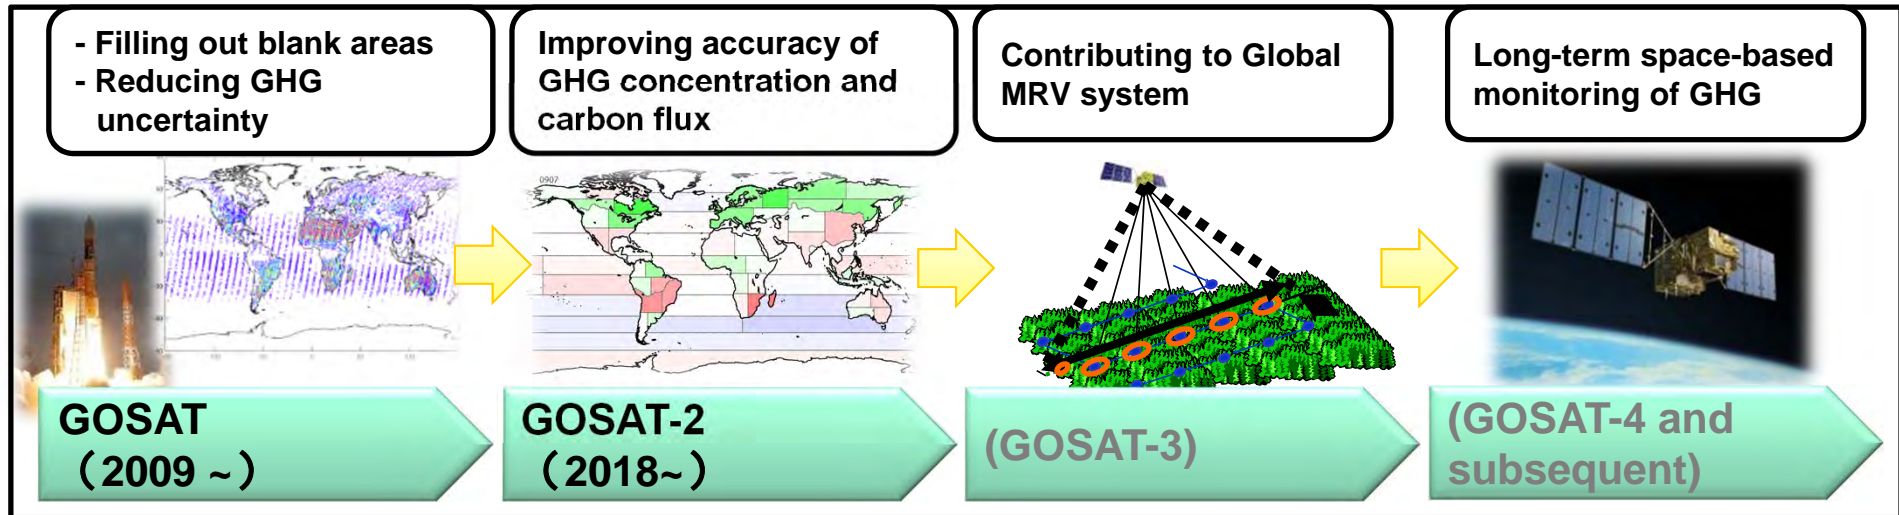 - Filling out blank areas
- Reducing GHG
uncertainty
Improving accuracy of
GHG concentration and
carbon flux
Contributing to Global
MRV system
Long-term space-based
monitoring of GHG
0907
GOSAT
（2009 ~）
GOSAT-2
（2018~）
(GOSAT-3)
(GOSAT-4 and
subsequent)